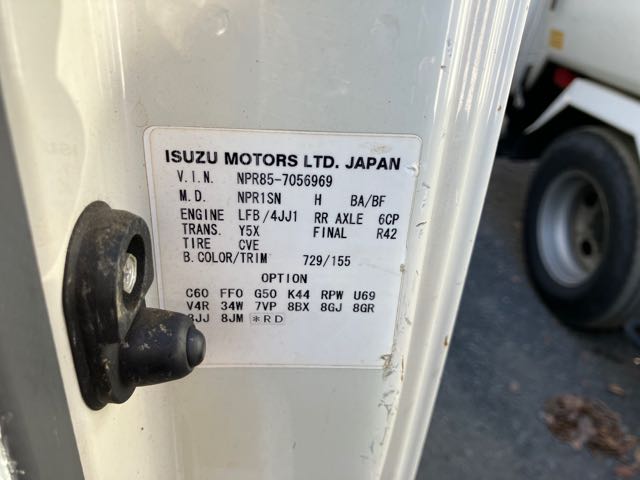 ISUZU MOTORS LTD. JAPAN
V.I.N. NPR85-7056969
M.D. NPR1SN H BA/BF
ENGINE LFB/4JJ1 RR AXLE 6CP
TRANS. Y5X FINAL R42
TIRE CVE
B.COLOR/TRIM 729/155
OPTION
C60 FF0 G50 K44 RPW U69
V4R 34W 7VP 8BX 8GJ 8GR
8JJ 8JM *RD